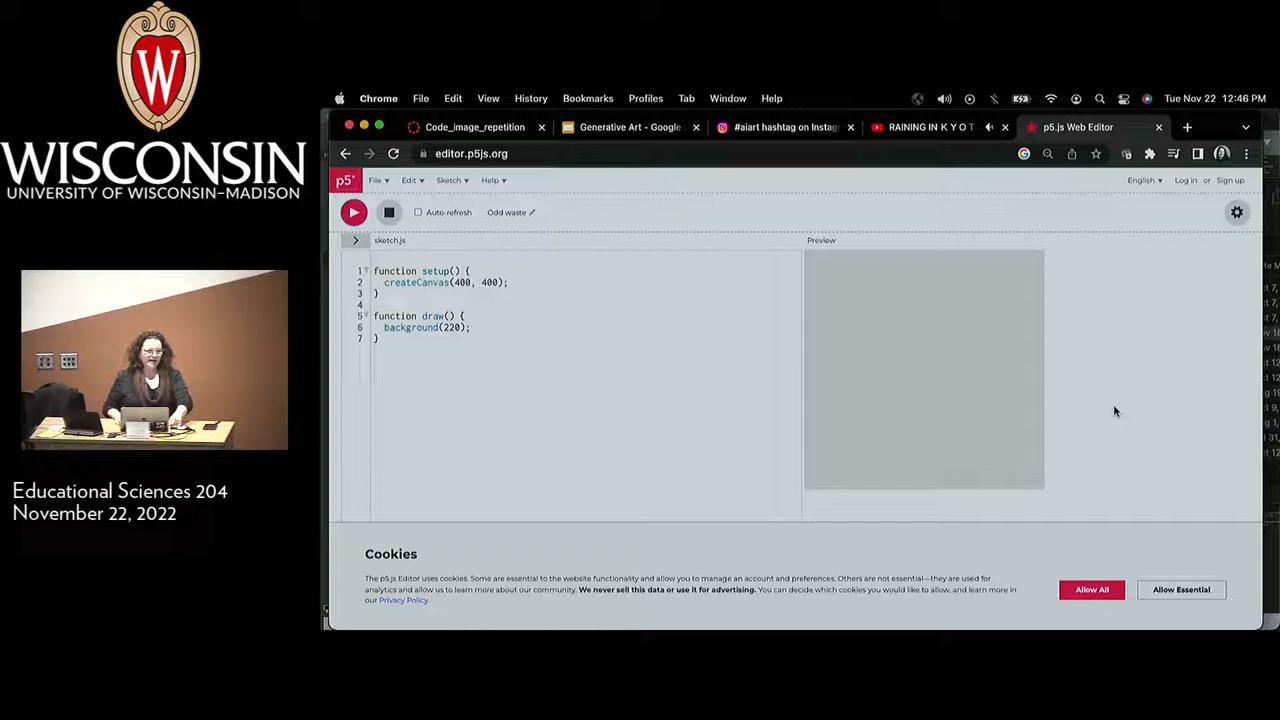 W
WISCONSIN
UNIVERSITY OF WISCONSIN–MADISON
Educational Sciences 204
November 22, 2022
Chrome File Edit View History Bookmarks Profiles Tab Window Help
Tue Nov 22 12:46 PM
Code_image_repetition
Generative Art - Google
#aiart hashtag on Instag
RAINING IN K Y O T
p5.js Web Editor
editor.p5js.org
p5* File Edit Sketch Help
English Log in or Sign up
Auto-refresh Odd waste
sketch.js
Preview
1 function setup() {
2 createCanvas(400, 400);
3 }
4
5 function draw() {
6 background(220);
7 }
Cookies
The p5.js Editor uses cookies. Some are essential to the website functionality and allow you to manage an account and preferences. Others are not essential—they are used for
analytics and allow us to learn more about our community. We never sell this data or use it for advertising. You can decide which cookies you would like to allow, and learn more in
our Privacy Policy.
Allow All
Allow Essential